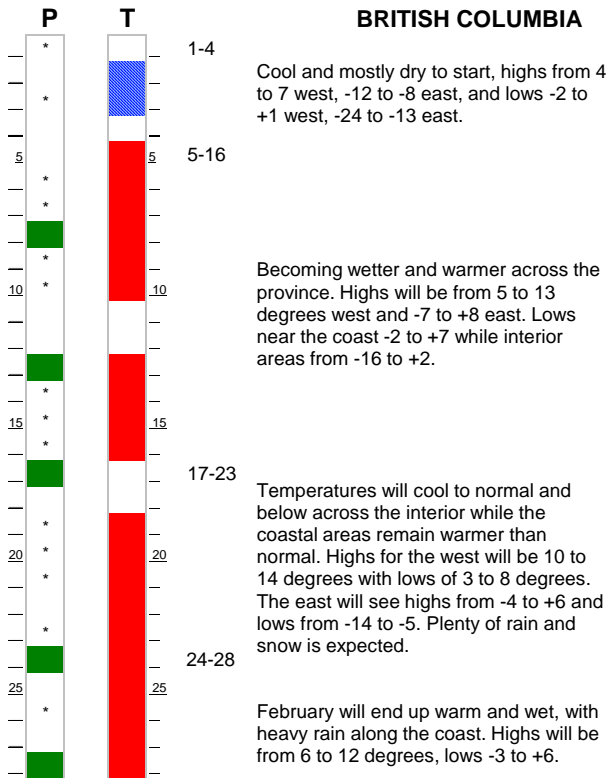 P T BRITISH COLUMBIA
1-4
Cool and mostly dry to start, highs from 4
to 7 west, -12 to -8 east, and lows -2 to
+1 west, -24 to -13 east.
5 5 5-16
Becoming wetter and warmer across the
province. Highs will be from 5 to 13
degrees west and -7 to +8 east. Lows
near the coast -2 to +7 while interior
areas from -16 to +2.
10 10
15 15
17-23
Temperatures will cool to normal and
below across the interior while the
coastal areas remain warmer than
normal. Highs for the west will be 10 to
14 degrees with lows of 3 to 8 degrees.
The east will see highs from -4 to +6 and
lows from -14 to -5. Plenty of rain and
snow is expected.
20 20
24-28
25 25
February will end up warm and wet, with
heavy rain along the coast. Highs will be
from 6 to 12 degrees, lows -3 to +6.